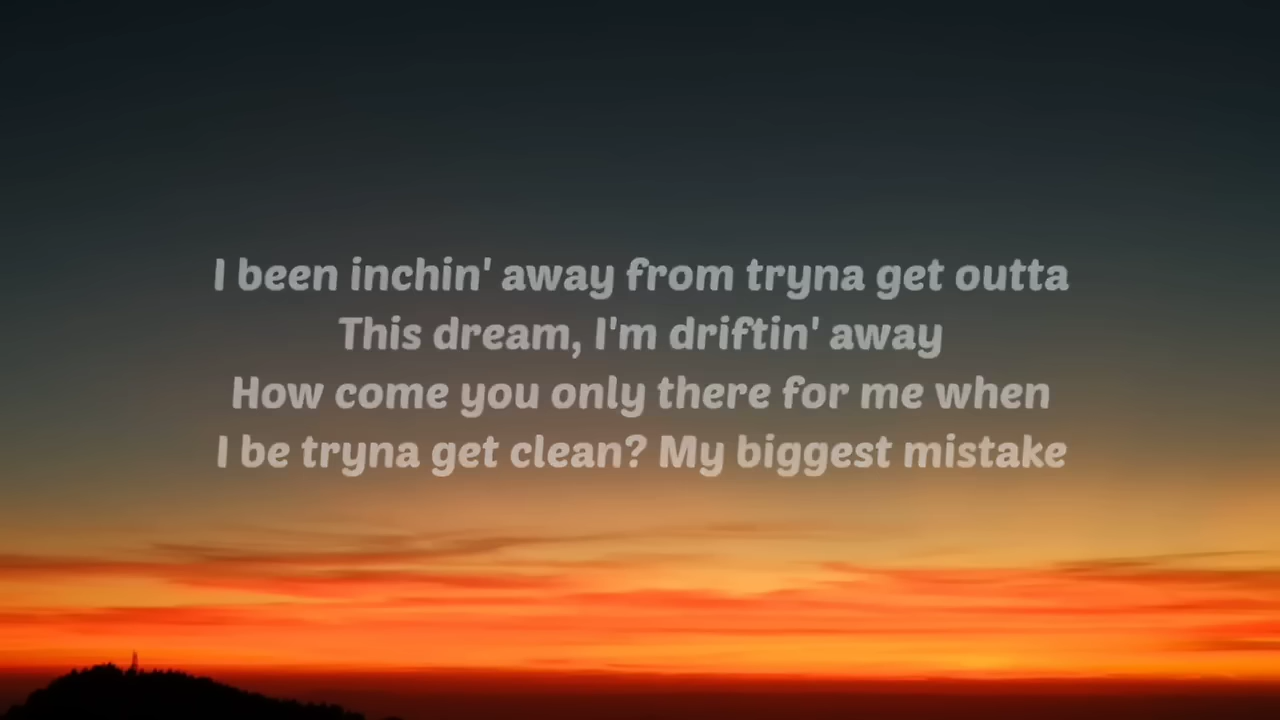 I been inchin' away from tryna get outta
This dream, I'm driftin' away
How come you only there for me when
I be tryna get clean? My biggest mistake